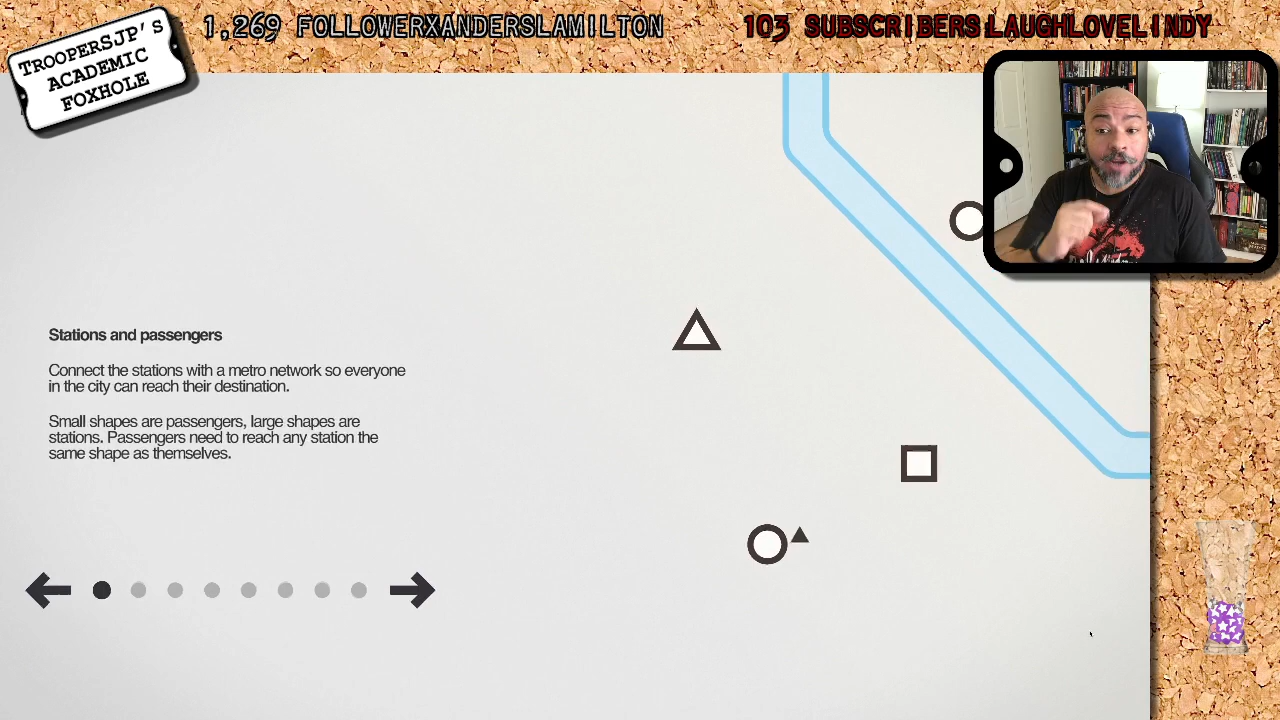 TROOPERSJP'S
ACADEMIC
FOXHOLE
1,269 FOLLOWERXANDERSLAMILTON
103 SUBSCRIBERS LAUGHLOVELINDY
Stations and passengers
Connect the stations with a metro network so everyone
in the city can reach their destination.
Small shapes are passengers, large shapes are
stations. Passengers need to reach any station the
same shape as themselves.